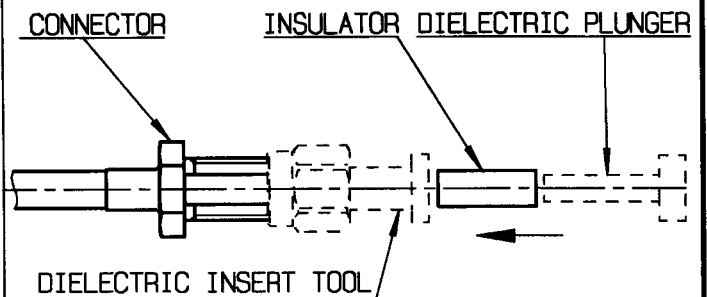 CONNECTOR
INSULATOR
DIELECTRIC PLUNGER
DIELECTRIC INSERT TOOL